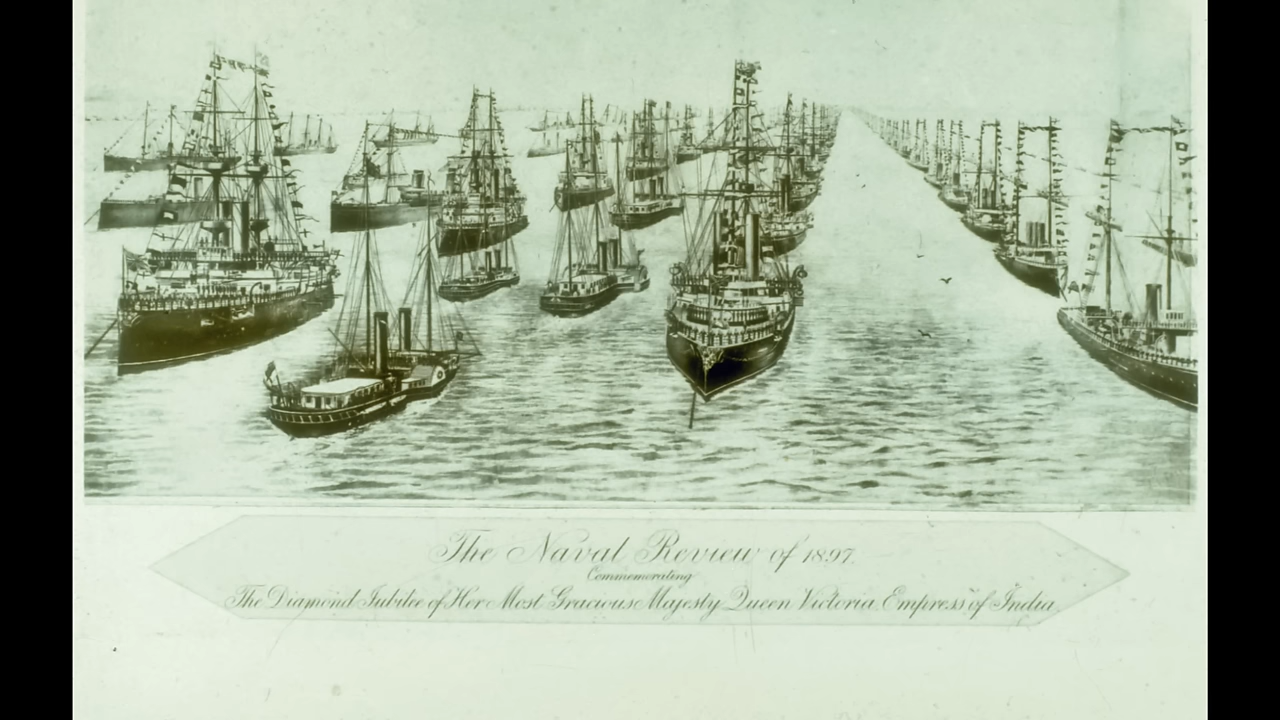 The Naval Review of 1897.
Commemorating
The Diamond Jubilee of Her Most Gracious Majesty Queen Victoria, Empress of India.